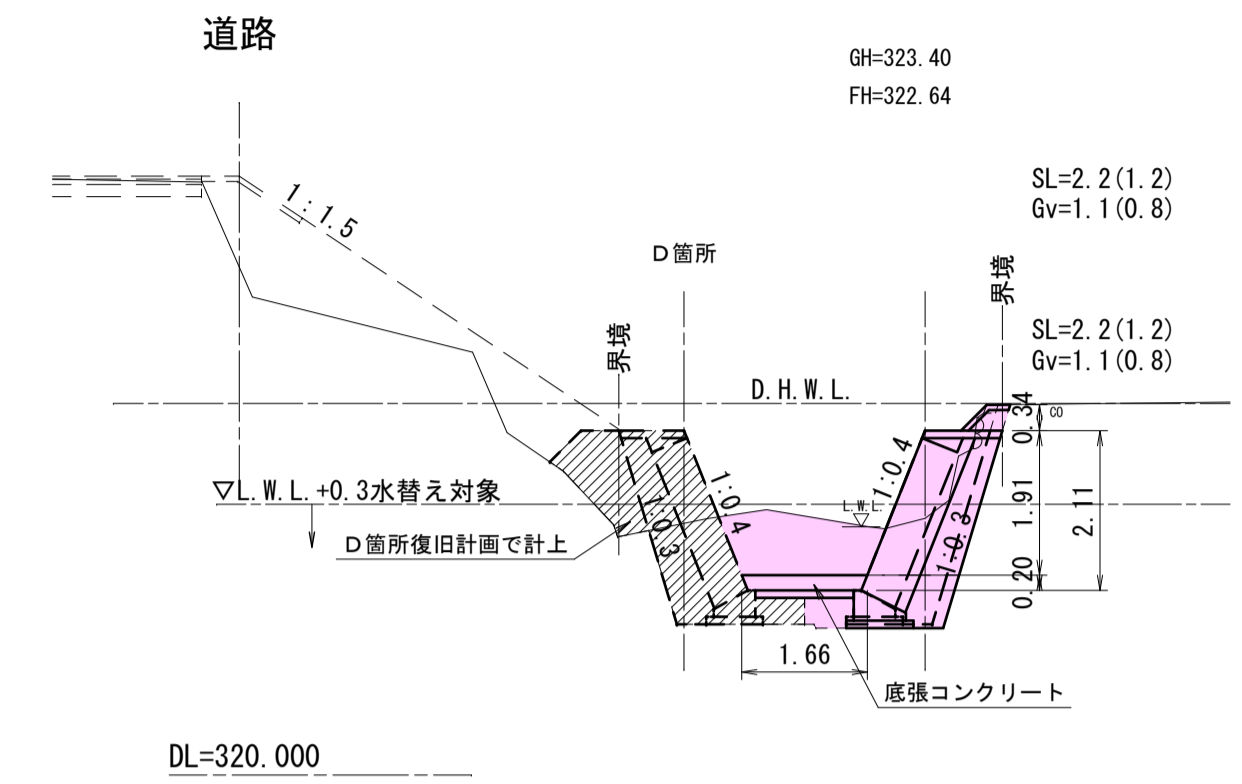 道路
GH=323.40
FH=322.64
SL=2.2(1.2)
Gv=1.1(0.8)
1:1.5
D箇所
界境
界境
SL=2.2(1.2)
Gv=1.1(0.8)
D.H.W.L.
0.34
CO
1:0.4
1:0.4
▽L.W.L.+0.3水替え対象
L.W.L.
1.91
2.11
1:0.3
1:0.3
D箇所復旧計画で計上
0.20
1.66
底張コンクリート
DL=320.000